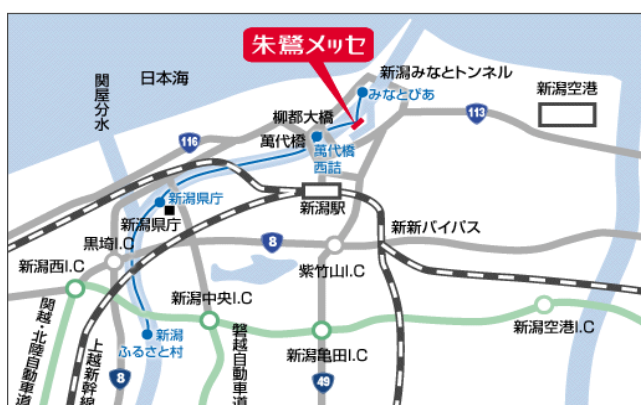 朱鷺メッセ
日本海
関屋分水
新潟みなとトンネル
みなとぴあ
新潟空港
柳都大橋
116
113
萬代橋
萬代橋
西詰
新潟県庁
新潟県庁
新潟駅
新新バイパス
黒埼I.C
8
紫竹山I.C
新潟西I.C
新潟中央I.C
新潟空港I.C
新潟
ふるさと村
新潟亀田I.C
関越・北陸自動車道
上越新幹線
8
磐越自動車道
49